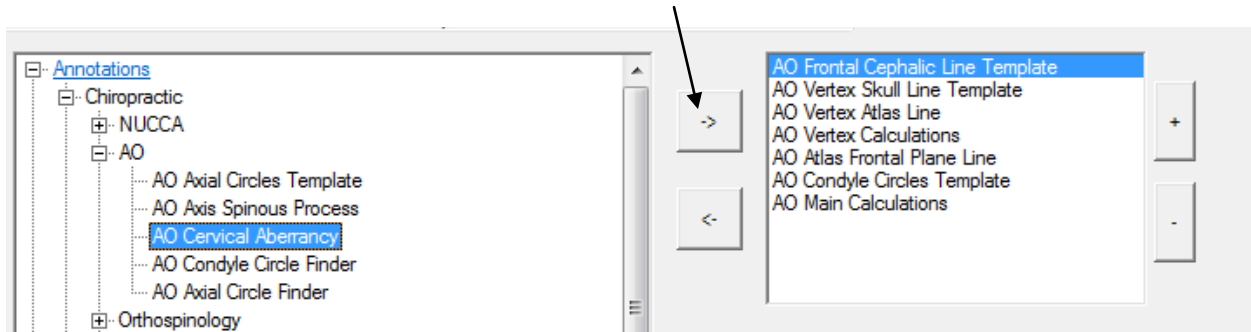 Annotations
Chiropractic
NUCCA
AO
AO Axial Circles Template
AO Axis Spinous Process
AO Cervical Aberrancy
AO Condyle Circle Finder
AO Axial Circle Finder
Orthospinology
->
<-
AO Frontal Cephalic Line Template
AO Vertex Skull Line Template
AO Vertex Atlas Line
AO Vertex Calculations
AO Atlas Frontal Plane Line
AO Condyle Circles Template
AO Main Calculations
+
-